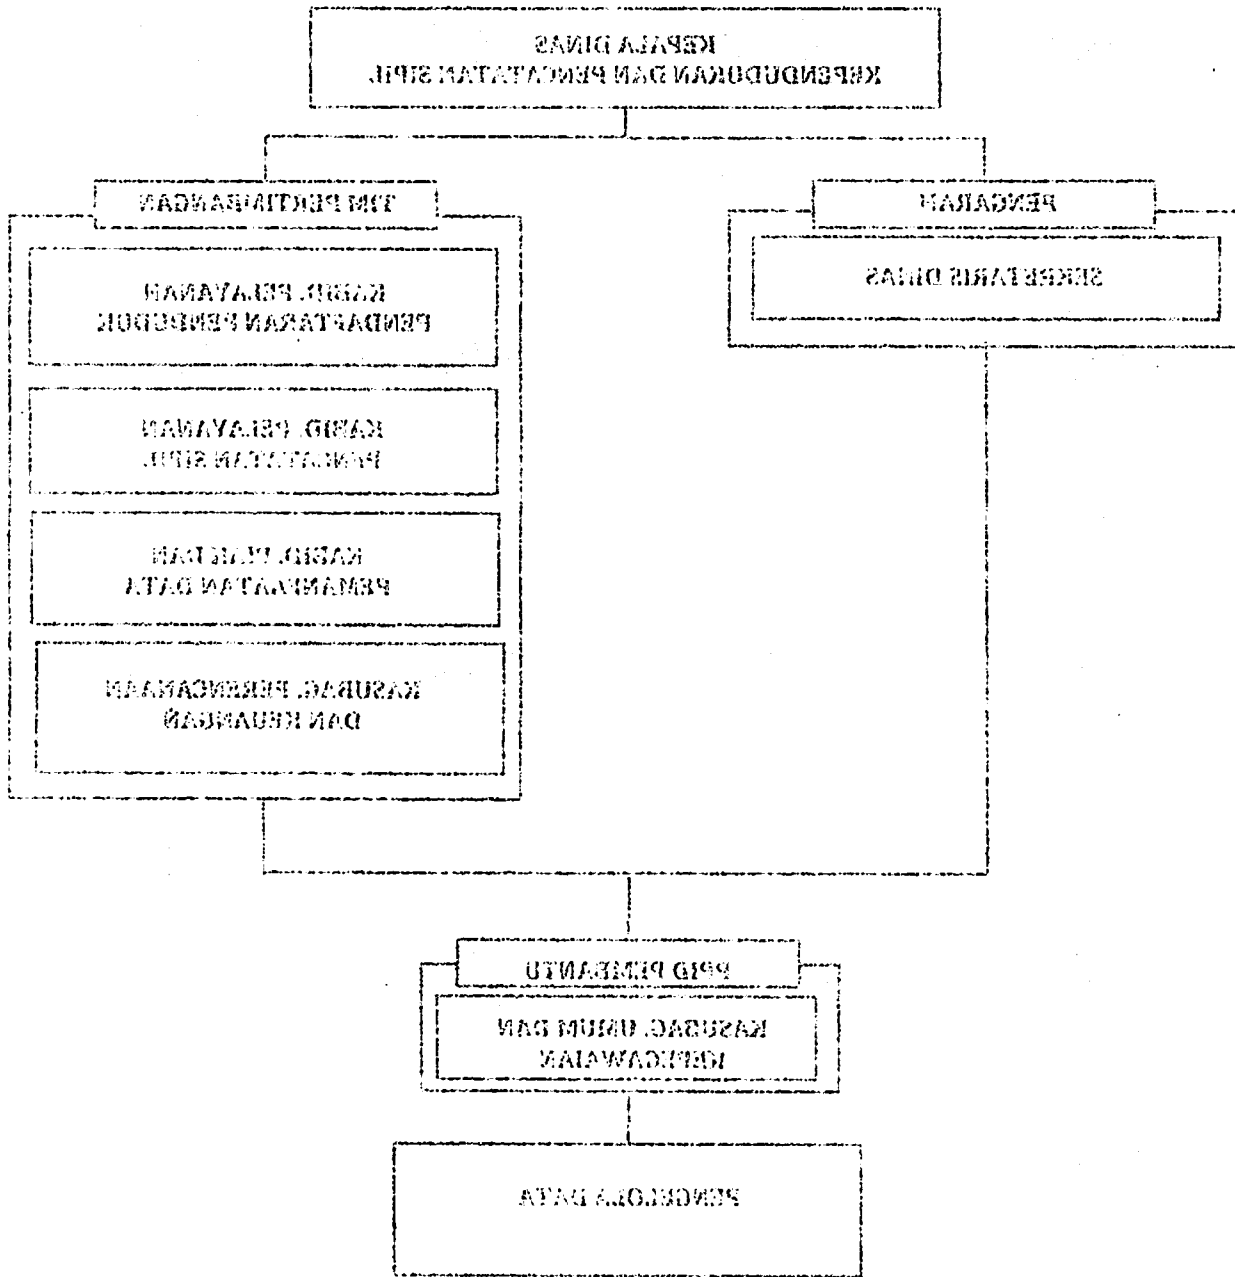 KEPALA DINAS
KEPENDUDUKAN DAN PENCATATAN SIPIL
PENGARAH
SEKRETARIS DINAS
TIM PERTIMBANGAN
KABID. PELAYANAN
PENDAFTARAN PENDUDUK
KABID. PELAYANAN
PENCATATAN SIPIL
KABID. PIAK DAN
PEMANFAATAN DATA
KASUBAG. PERENCANAAN
DAN KEUANGAN
PPID PEMBANTU
KASUBAG. UMUM DAN
KEPEGAWAIAN
PENGELOLA DATA